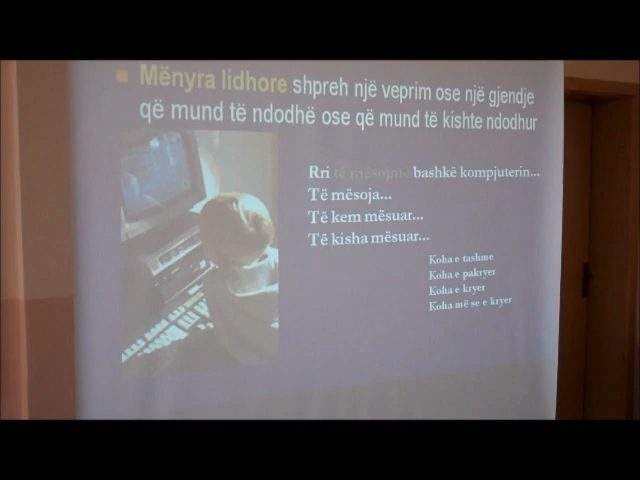 Mënyra lidhore shpreh një veprim ose një gjendje
që mund të ndodhë ose që mund të kishte ndodhur
Rri të mësojmë bashkë kompjuterin...
Të mësoja...
Të kem mësuar...
Të kisha mësuar...
Koha e tashme
Koha e pakryer
Koha e kryer
Koha më se e kryer